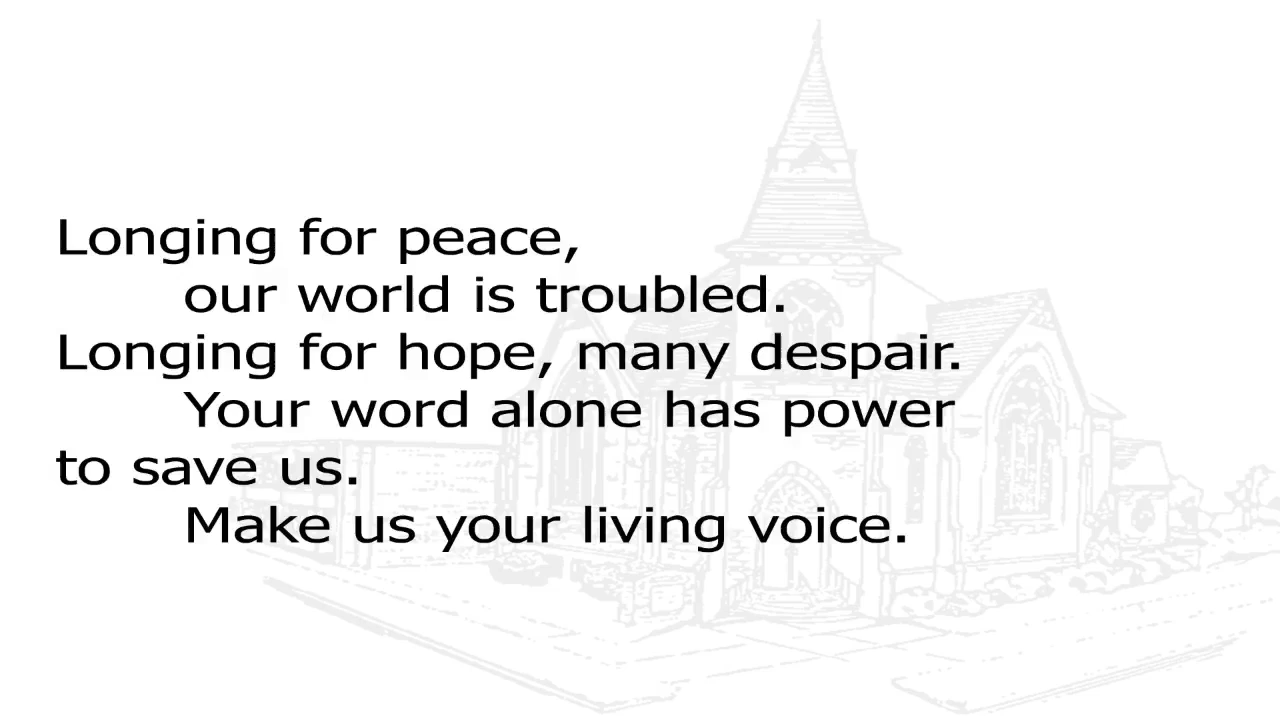 Longing for peace,
our world is troubled.
Longing for hope, many despair.
Your word alone has power
to save us.
Make us your living voice.